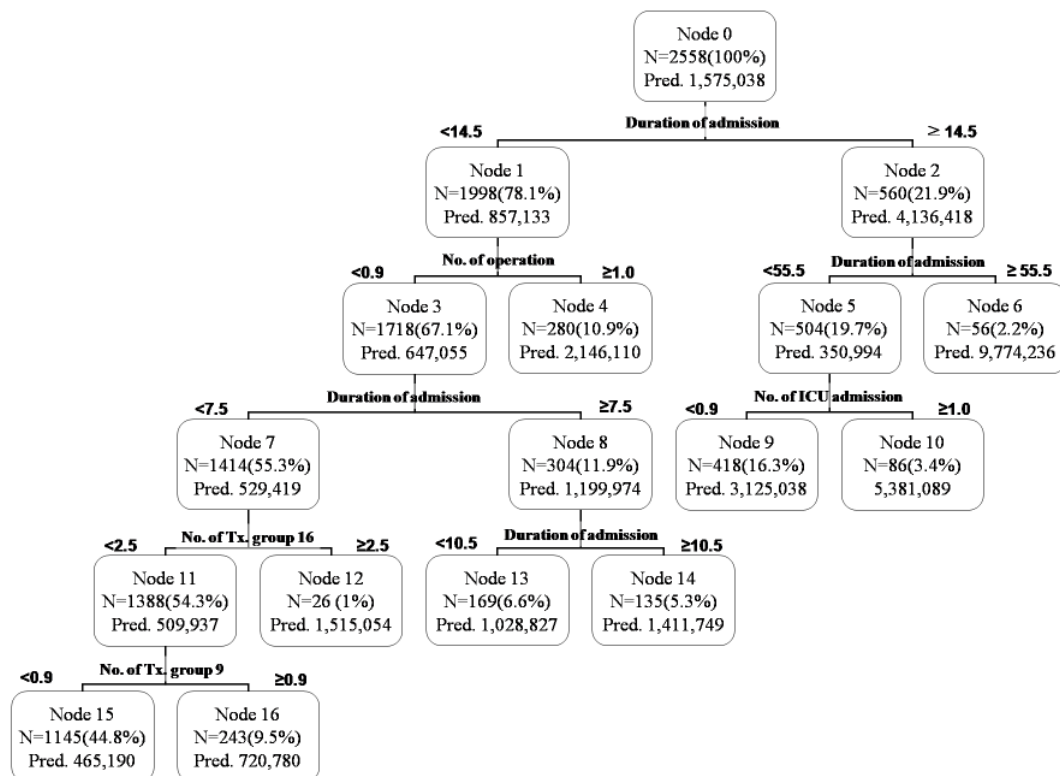 Node 0
N=2558(100%)
Pred. 1,575,038
Duration of admission
<14.5
≥ 14.5
Node 1
N=1998(78.1%)
Pred. 857,133
Node 2
N=560(21.9%)
Pred. 4,136,418
No. of operation
<0.9
≥1.0
Duration of admission
<55.5
≥ 55.5
Node 3
N=1718(67.1%)
Pred. 647,055
Node 4
N=280(10.9%)
Pred. 2,146,110
Node 5
N=504(19.7%)
Pred. 350,994
Node 6
N=56(2.2%)
Pred. 9,774,236
Duration of admission
<7.5
≥7.5
No. of ICU admission
<0.9
≥1.0
Node 7
N=1414(55.3%)
Pred. 529,419
Node 8
N=304(11.9%)
Pred. 1,199,974
Node 9
N=418(16.3%)
Pred. 3,125,038
Node 10
N=86(3.4%)
5,381,089
No. of Tx. group 16
<2.5
≥2.5
Duration of admission
<10.5
≥10.5
Node 11
N=1388(54.3%)
Pred. 509,937
Node 12
N=26 (1%)
Pred. 1,515,054
Node 13
N=169(6.6%)
Pred. 1,028,827
Node 14
N=135(5.3%)
Pred. 1,411,749
No. of Tx. group 9
<0.9
≥0.9
Node 15
N=1145(44.8%)
Pred. 465,190
Node 16
N=243(9.5%)
Pred. 720,780